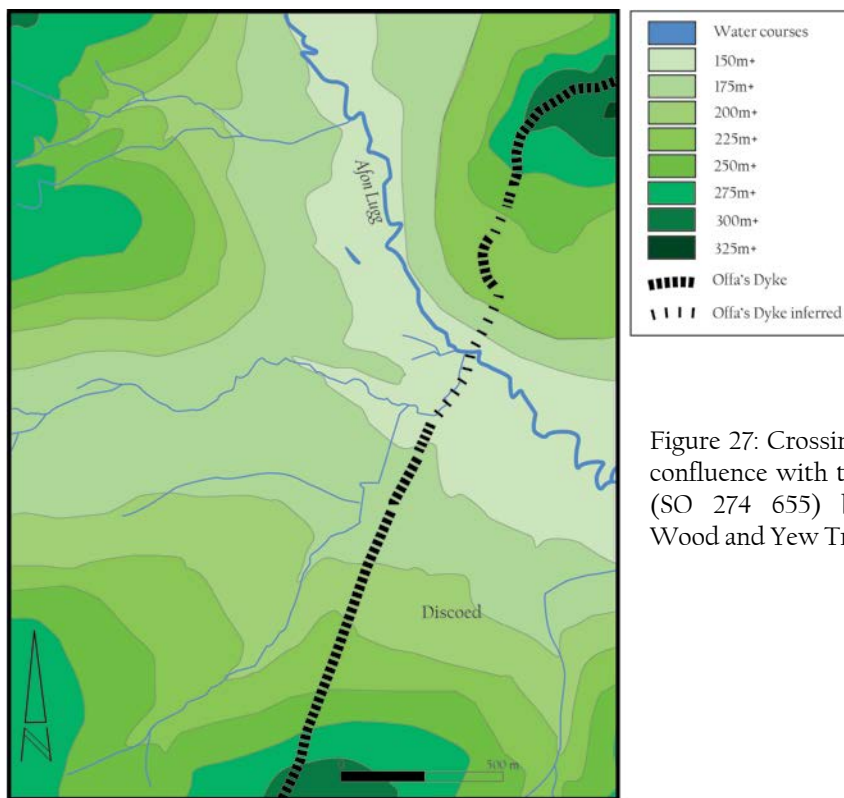 Afon Lugg
Discoed
N
0
500 m
Water courses
150m+
175m+
200m+
225m+
250m+
275m+
300m+
325m+
Offa's Dyke
Offa's Dyke inferred
Figure 27: Crossin
confluence with t
(SO 274 655)
Wood and Yew Tr